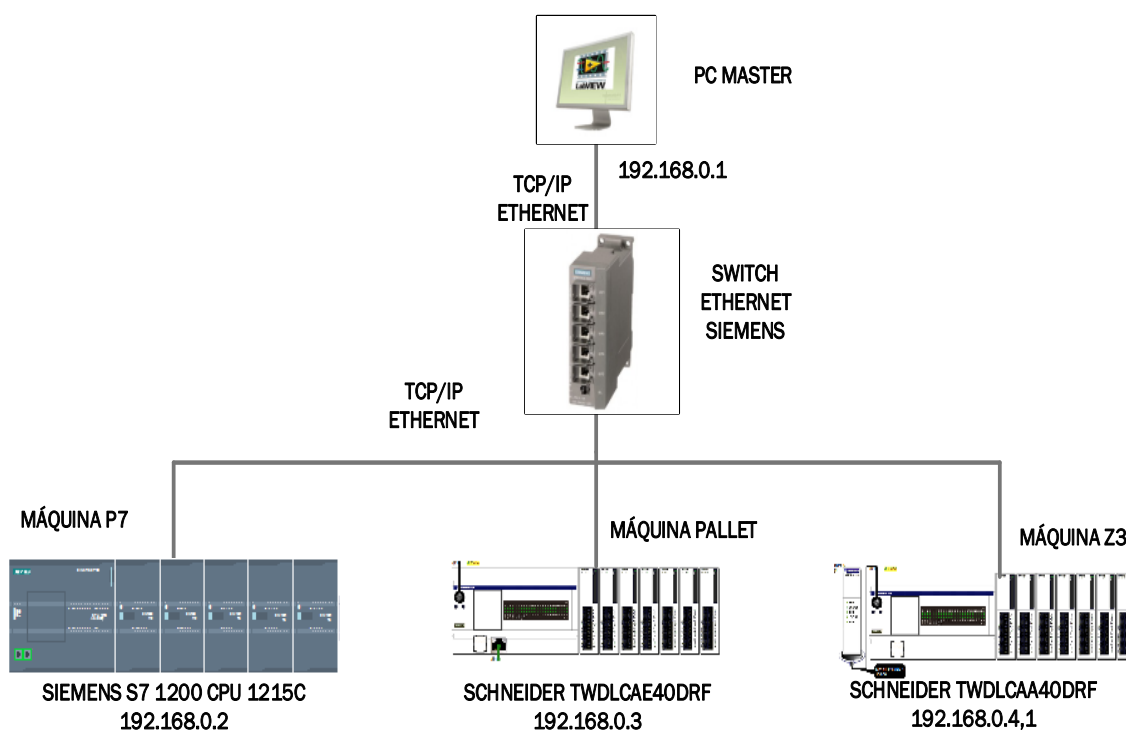 LabVIEW
PC MASTER
192.168.0.1
TCP/IP
ETHERNET
SWITCH
ETHERNET
SIEMENS
TCP/IP
ETHERNET
MÁQUINA P7
MÁQUINA PALLET
MÁQUINA Z3
SIEMENS S7 1200 CPU 1215C
192.168.0.2
SCHNEIDER TWDLCAE40DRF
192.168.0.3
SCHNEIDER TWDLCAA40DRF
192.168.0.4,1